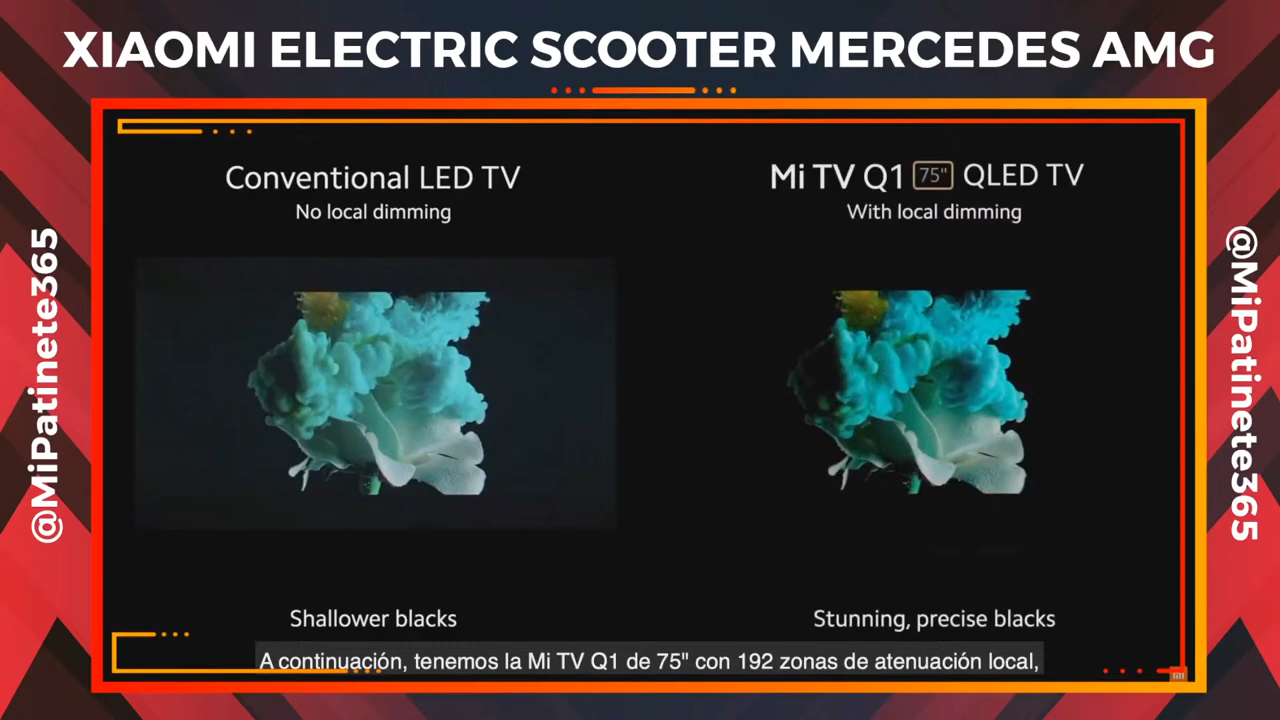 XIAOMI ELECTRIC SCOOTER MERCEDES AMG
@MiPatinete365
Conventional LED TV
No local dimming
Mi TV Q1 75" QLED TV
With local dimming
Shallower blacks
Stunning, precise blacks
A continuación, tenemos la Mi TV Q1 de 75" con 192 zonas de atenuación local,
mi
@MiPatinete365